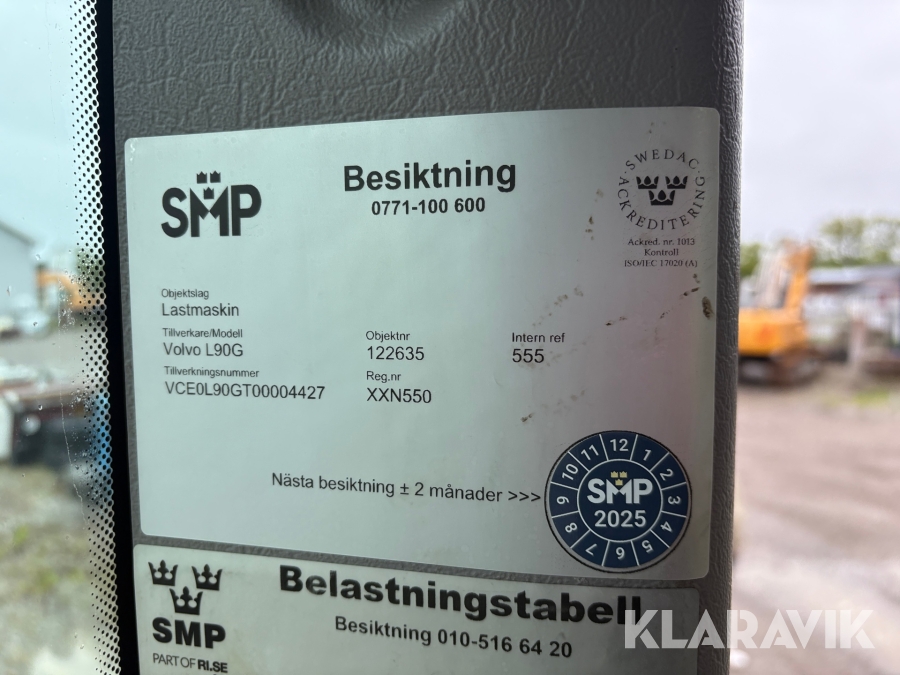 SMP
Besiktning
0771-100 600
SWEDAC ACKREDITERING
Ackred. nr. 1013
Kontroll
ISO/IEC 17020 (A)
Objektslag
Lastmaskin
Tillverkare/Modell
Volvo L90G
Objektnr
122635
Intern ref
555
Tillverkningsnummer
VCE0L90GT00004427
Reg.nr
XXN550
Nästa besiktning ± 2 månader >>>
12 1 2 3 4 5 6 7 8 9 10 11
SMP
2025
SMP
PART OF RI.SE
Belastningstabell
Besiktning 010-516 64 20
KLARAVIK